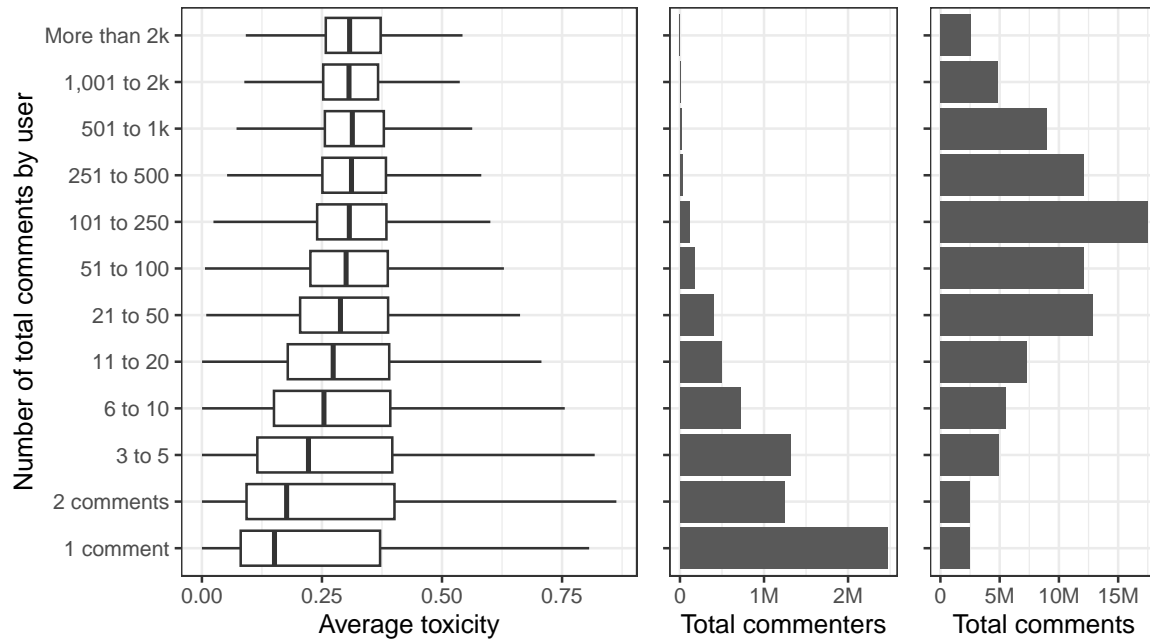 Number of total comments by user
More than 2k
1,001 to 2k
501 to 1k
251 to 500
101 to 250
51 to 100
21 to 50
11 to 20
6 to 10
3 to 5
2 comments
1 comment
0.00 0.25 0.50 0.75
Average toxicity
0 1M 2M
Total commenters
0 5M 10M 15M
Total comments